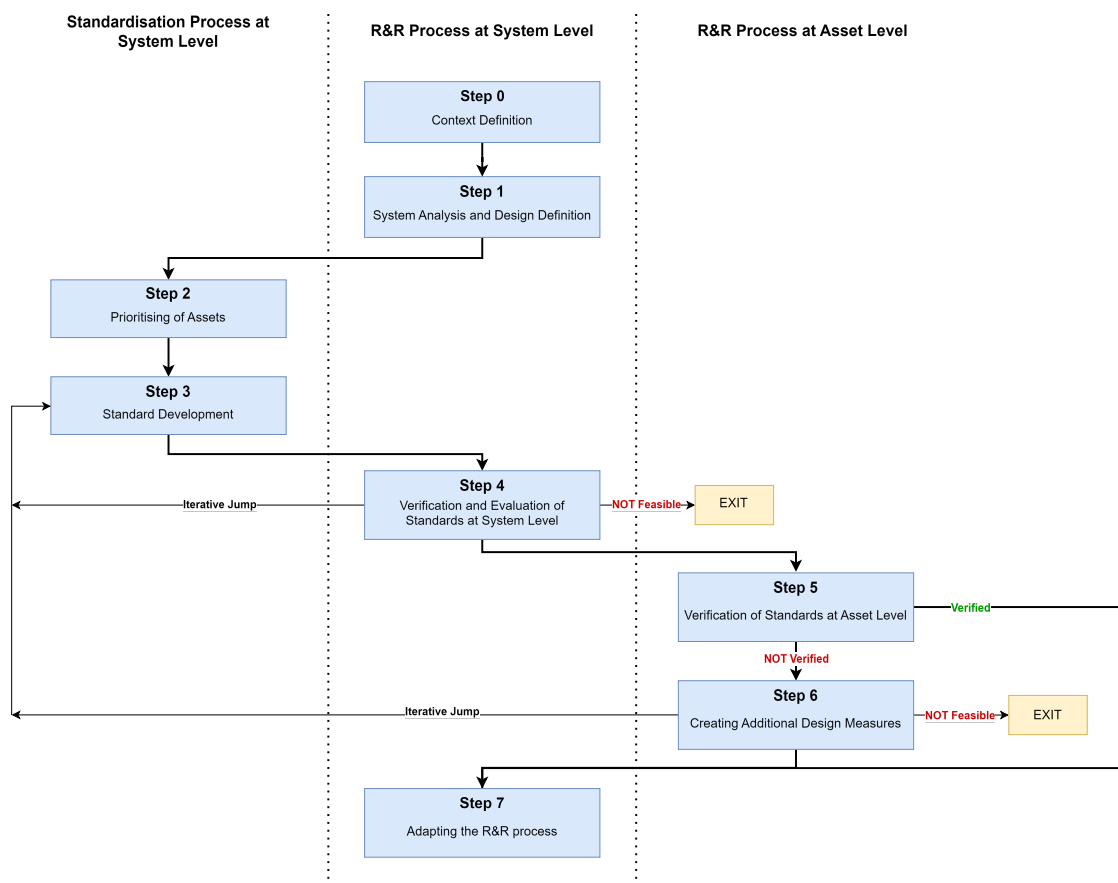 Standardisation Process at
System Level
R&R Process at System Level
R&R Process at Asset Level
Step 0
Context Definition
Step 1
System Analysis and Design Definition
Step 2
Prioritising of Assets
Step 3
Standard Development
Step 4
Verification and Evaluation of
Standards at System Level
Iterative Jump
NOT Feasible
EXIT
Step 5
Verification of Standards at Asset Level
Verified
NOT Verified
Step 6
Creating Additional Design Measures
Iterative Jump
NOT Feasible
EXIT
Step 7
Adapting the R&R process